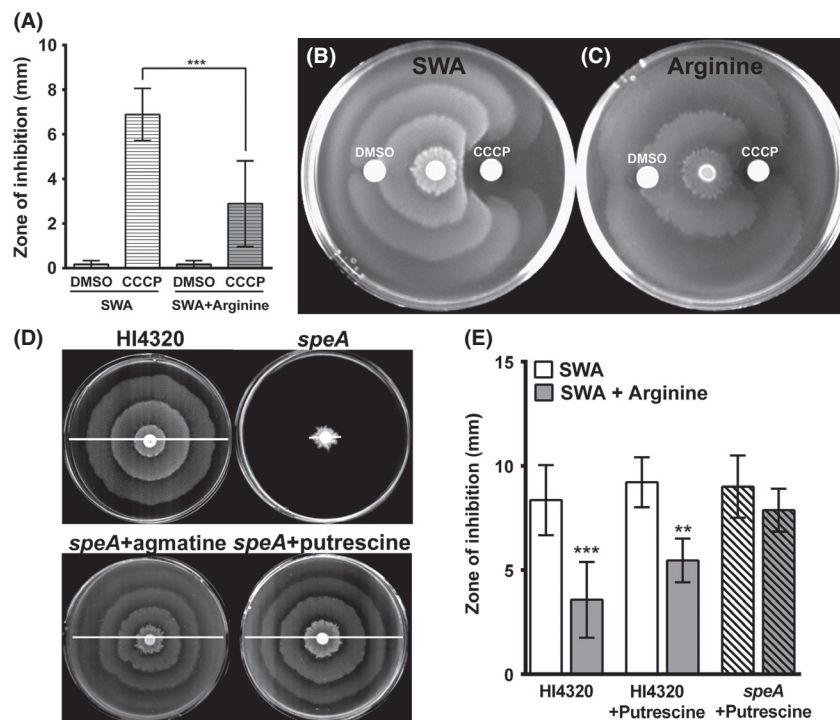 (A)
10
8
6
4
2
0
Zone of inhibition (mm)
***
DMSO CCCP DMSO CCCP
SWA SWA+Arginine
(B)
SWA
DMSO
CCCP
(C)
Arginine
DMSO
CCCP
(D)
HI4320 speA
speA+agmatine speA+putrescine
(E)
15
10
5
0
Zone of inhibition (mm)
SWA
SWA + Arginine
***
**
HI4320 HI4320 speA
+Putrescine +Putrescine